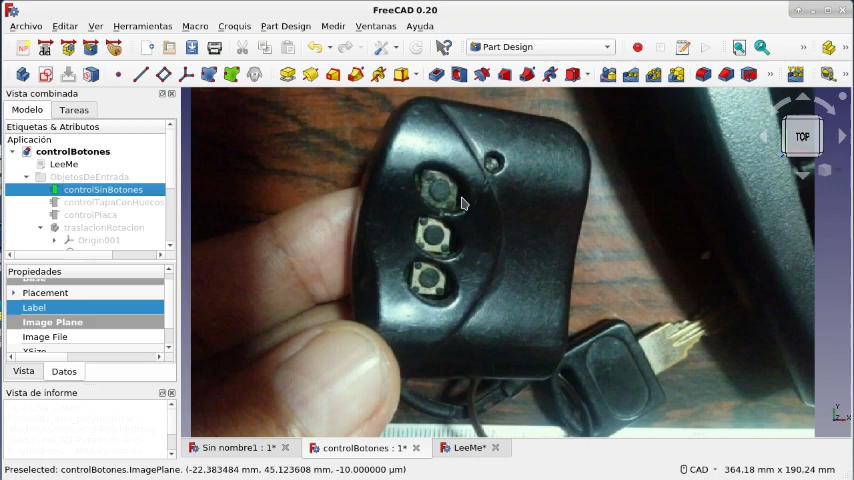 FreeCAD 0.20
Archivo Editar Ver Herramientas Macro Croquis Part Design Medir Ventanas Ayuda
Part Design
Vista combinada
Modelo Tareas
Etiquetas & Atributos
Aplicación
controlBotones
LeeMe
ObjetosDeEntrada
controlSinBotones
controlTapaConHuecos
controlPlaca
traslacionRotacion
Origin001
Propiedades
Base
Placement
Label
Image Plane
Image File
XSize
Vista Datos
Vista de informe
TOP
Sin nombre1 : 1*
controlBotones : 1*
LeeMe*
Preselected: controlBotones.ImagePlane. (-22.383484 mm, 45.123608 mm, -10.000000 μm)
CAD
364.18 mm x 190.24 mm